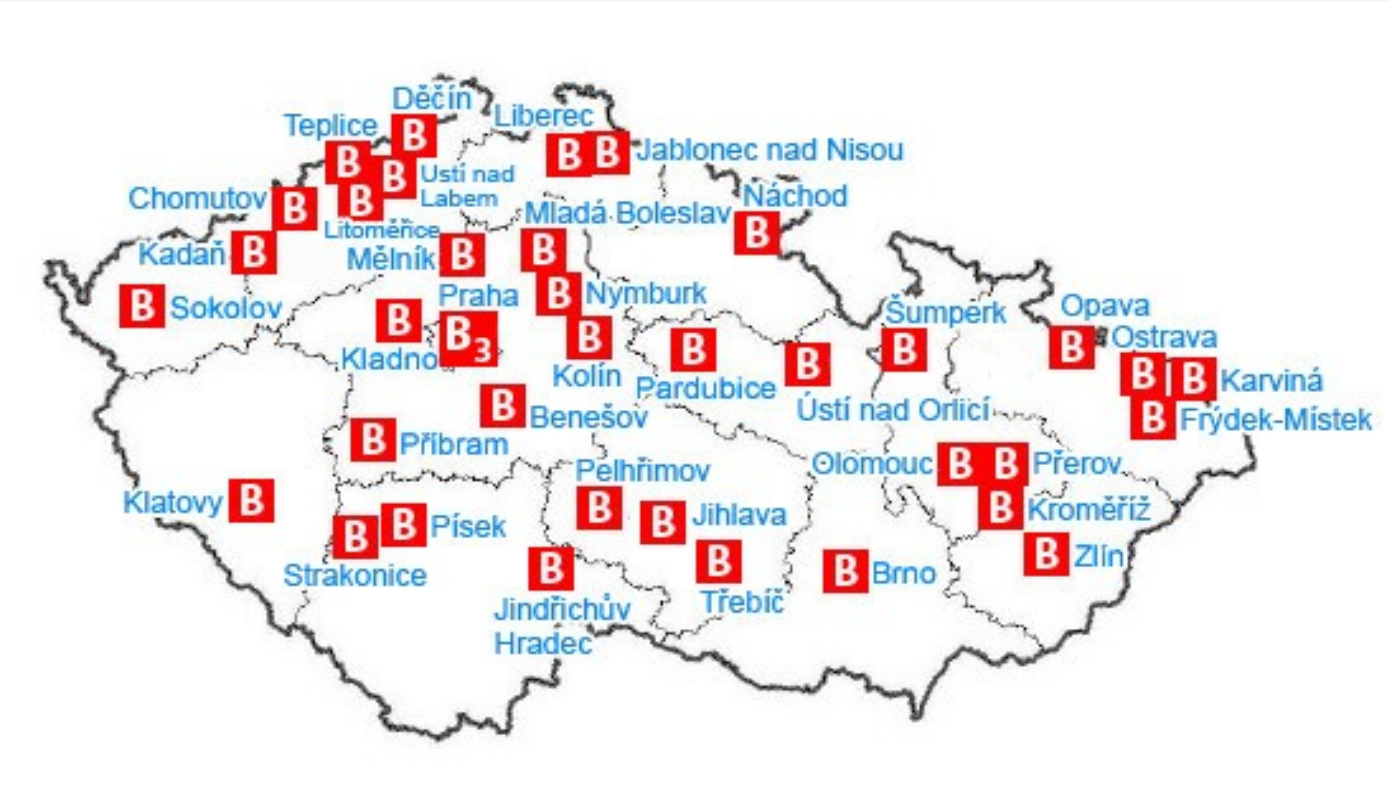 Děčín
Teplice
B
Liberec
B
B B
Jablonec nad Nisou
B
Ustí nad
Labem
Chomutov
B
B
Litoměřice
Náchod
B
Mladá Boleslav
Kadaň
B
Mělník
B
B
B
Sokolov
Praha
B
Nymburk
Kladno
B
B3
B
Kolín
B
Pardubice
B
Ústí nad Orlicí
Šumperk
B
Opava
B
Ostrava
B
B
Karviná
B
Frýdek-Místek
B
Benešov
B
Příbram
Olomouc
B B
Přerov
B
Kroměříž
Klatovy
B
Pelhřimov
B
B
Jihlava
B
B
Písek
Strakonice
B
Zlín
B
Třebíč
B
Brno
B
Jindřichův
Hradec